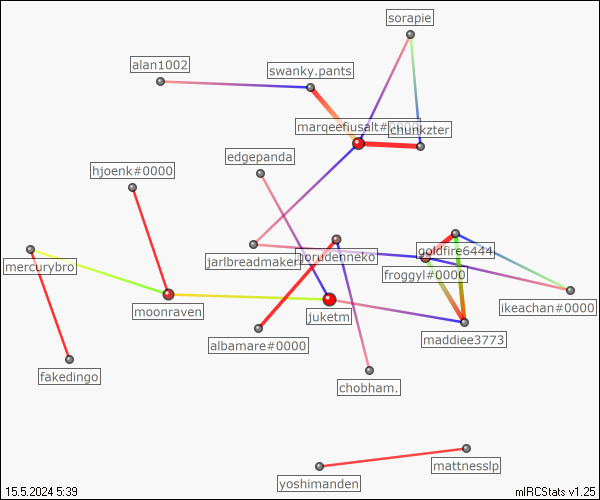 sorapie
alan1002
swanky.pants
marqeefiusalt#0000
chunkzter
edgepanda
hjoenk#0000
goldfire6444
jarlbreadmaker
norudenneko
mercurybro
froggyl#0000
ikeachan#0000
moonraven
juketm
maddiee3773
albamare#0000
fakedingo
chobham.
mattnesslp
yoshimanden
15.5.2024 5:39
mIRCStats v1.25